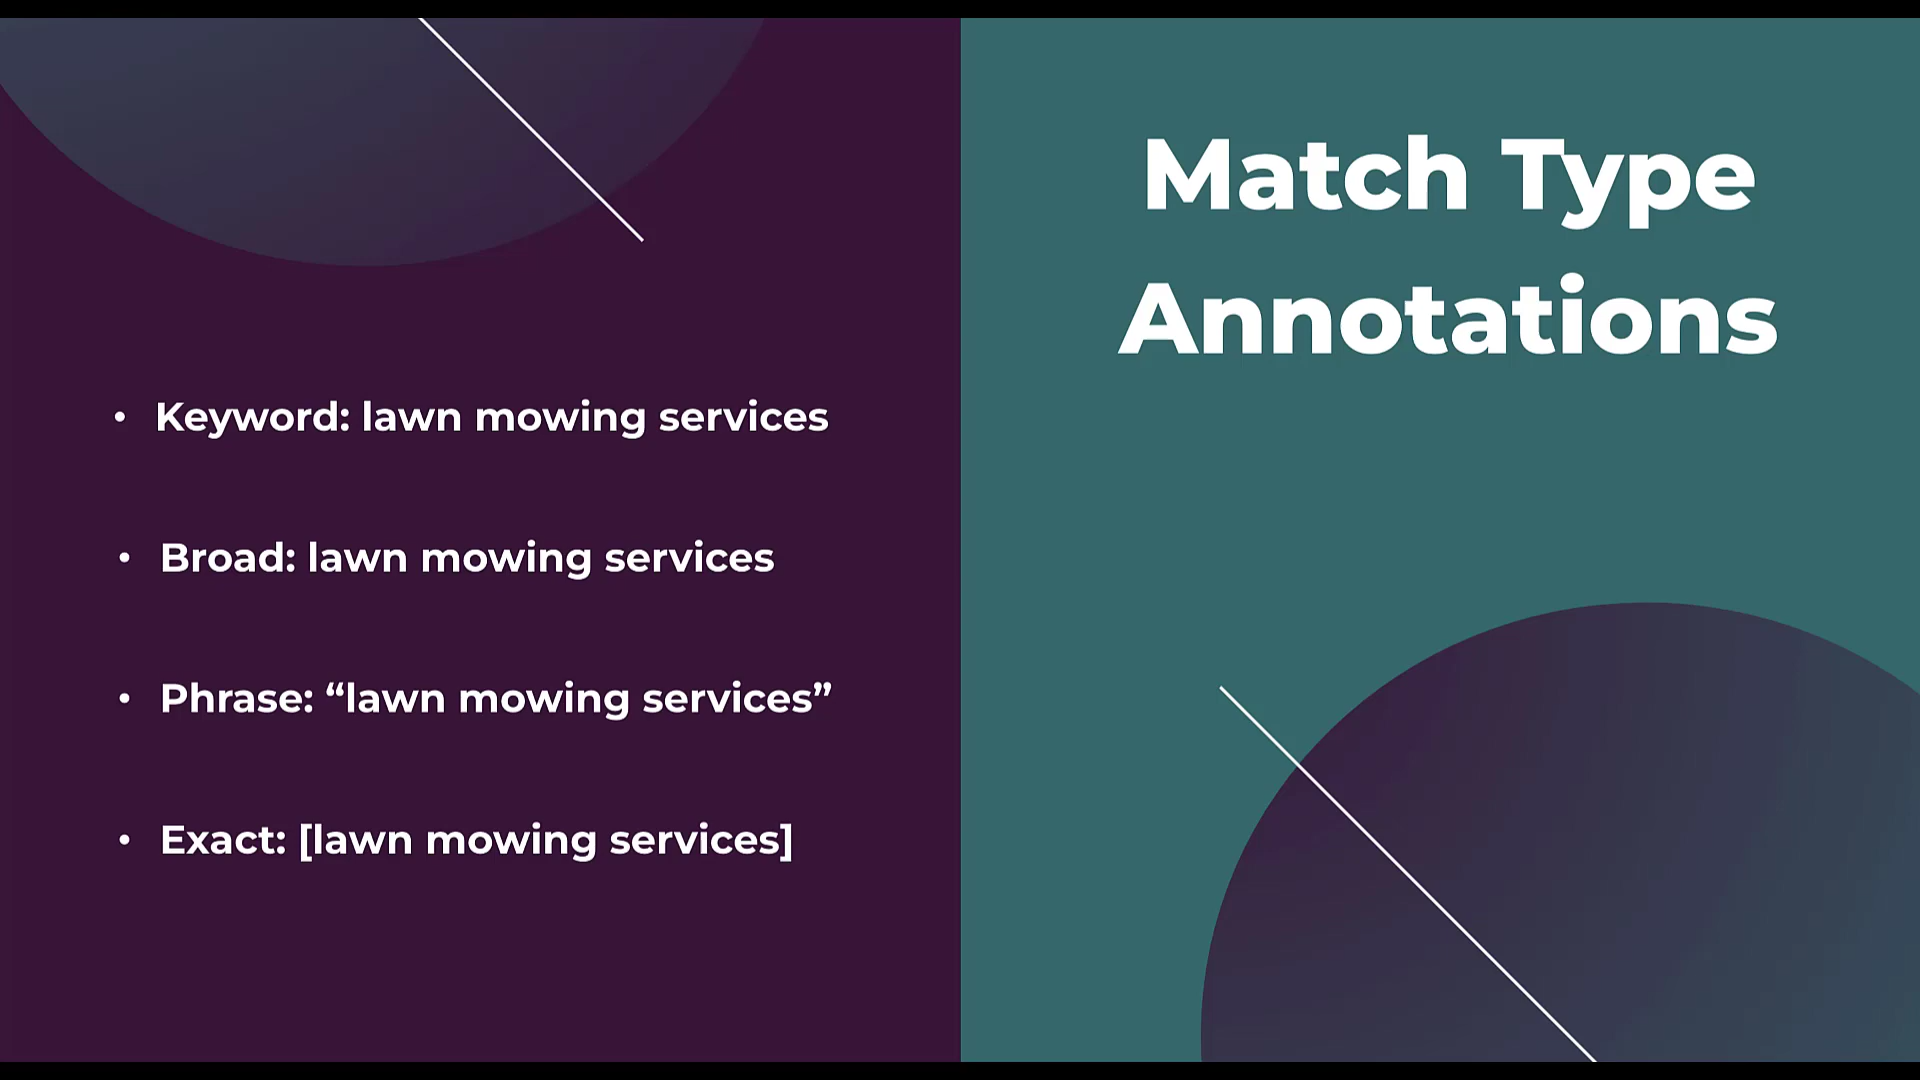 Match Type
Annotations
• Keyword: lawn mowing services
• Broad: lawn mowing services
• Phrase: “lawn mowing services”
• Exact: [lawn mowing services]